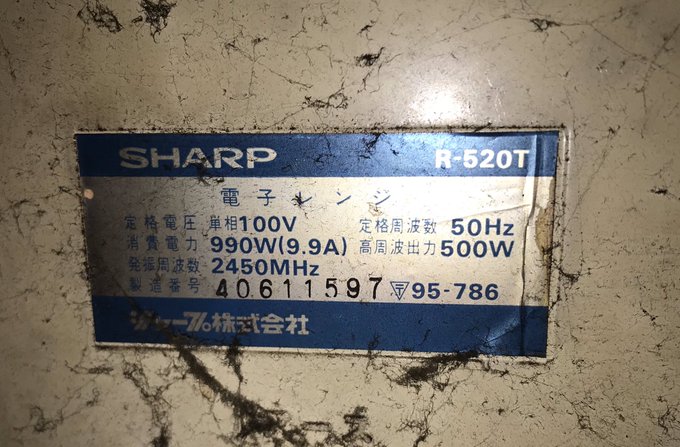 SHARP R-520T
電子レンジ
定格電圧 単相100V 定格周波数 50Hz
消費電力 990W(9.9A) 高周波出力 500W
発振周波数 2450MHz
製造番号 40611597 〒95-786
シャープ株式会社